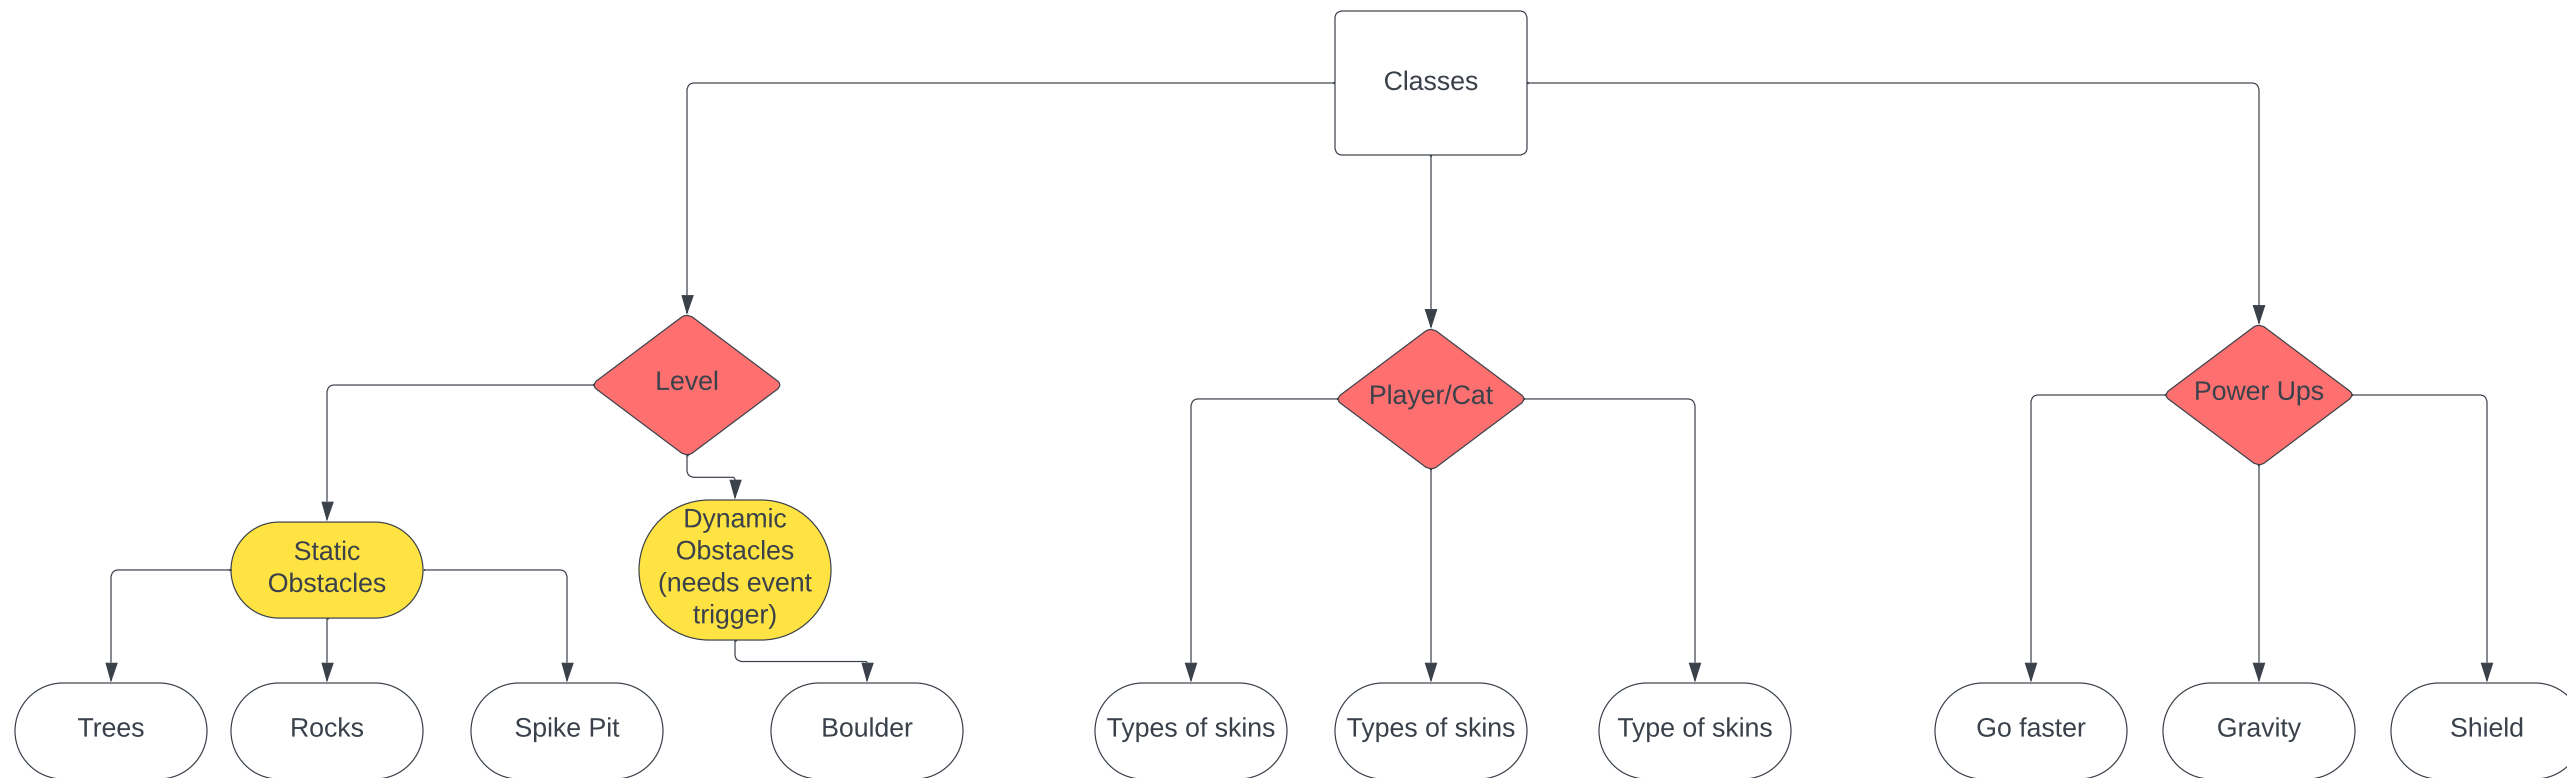 Classes
Level
Player/Cat
Power Ups
Static
Obstacles
Dynamic
Obstacles
(needs event
trigger)
Trees
Rocks
Spike Pit
Boulder
Types of skins
Types of skins
Type of skins
Go faster
Gravity
Shield